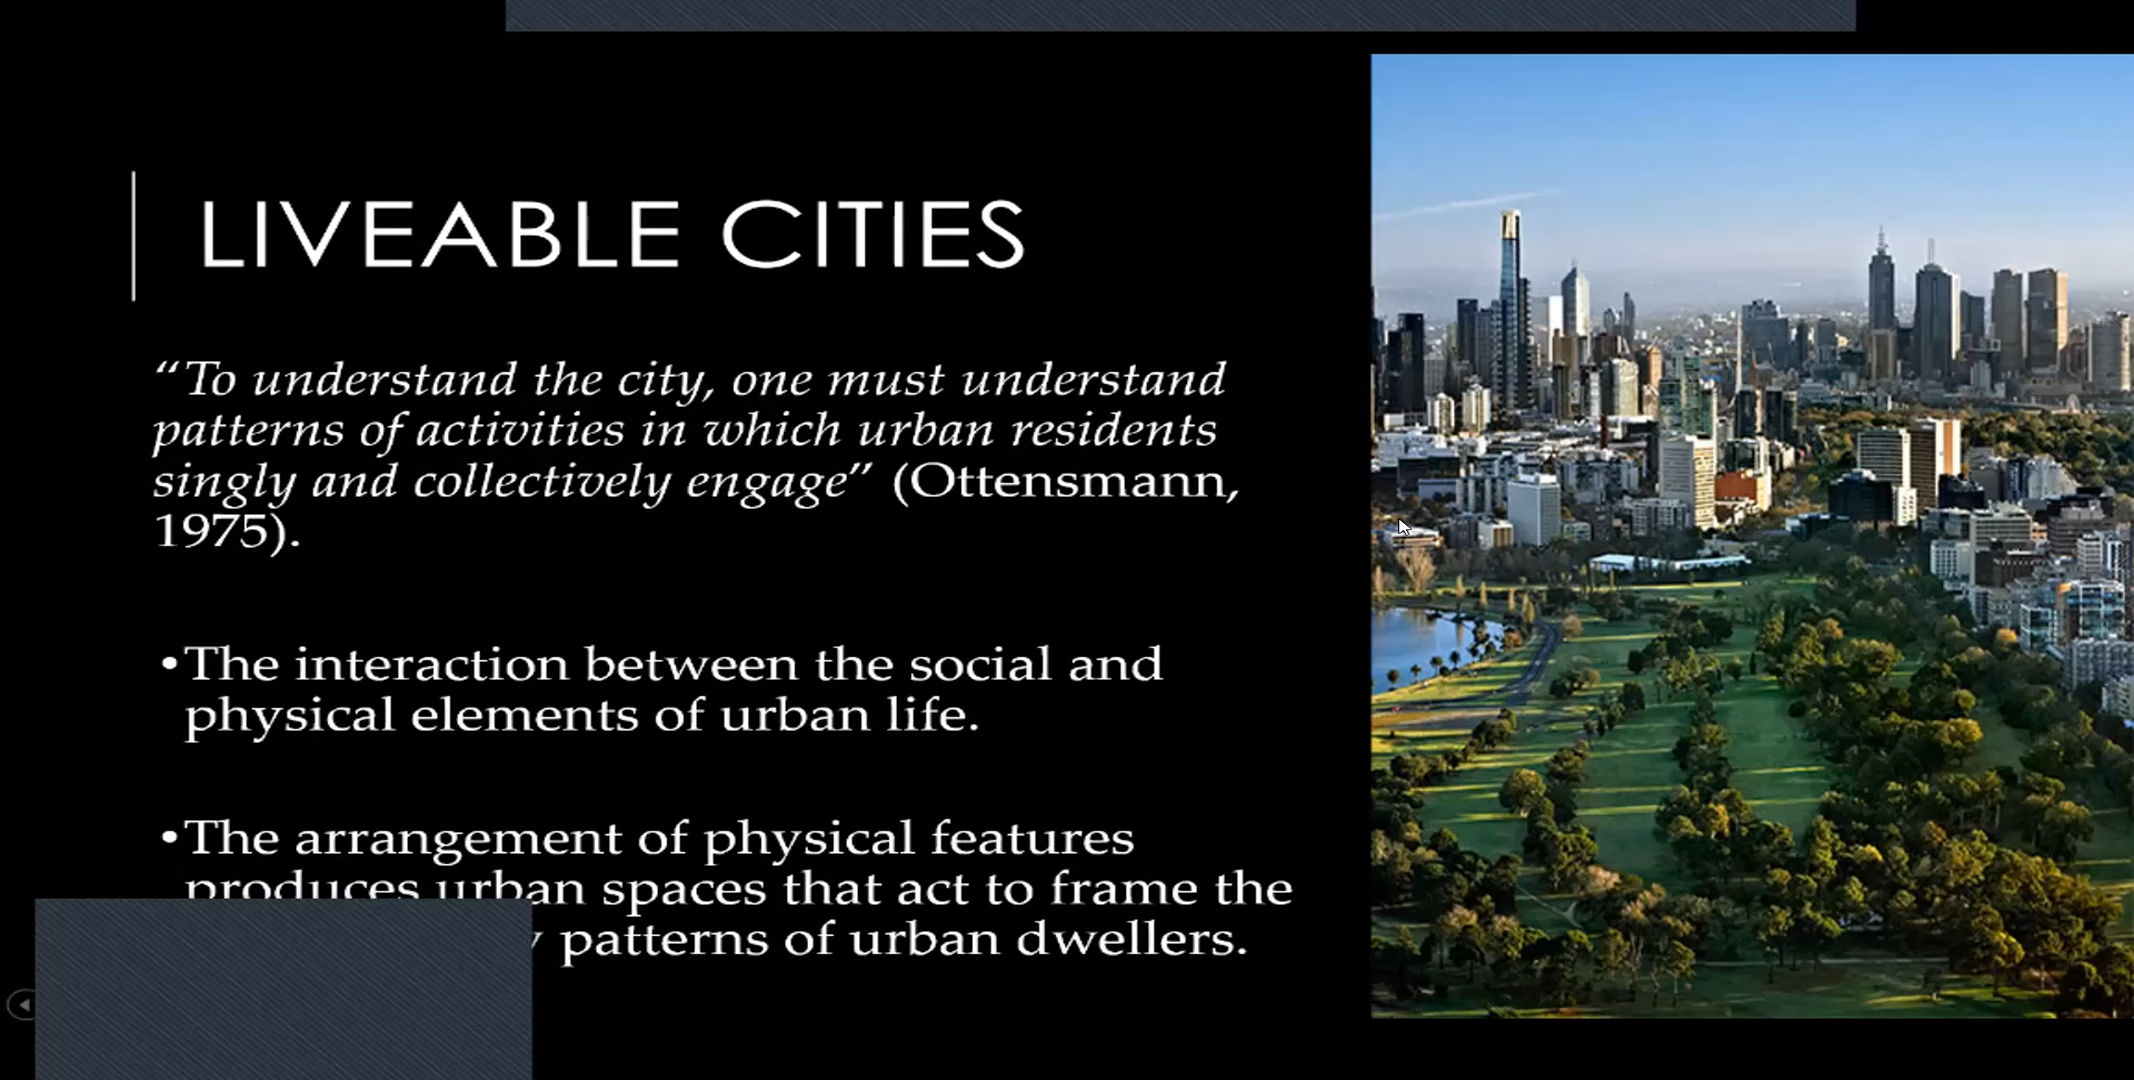 LIVEABLE CITIES
“To understand the city, one must understand
patterns of activities in which urban residents
singly and collectively engage” (Ottensmann,
1975).
•The interaction between the social and
physical elements of urban life.
•The arrangement of physical features
produces urban spaces that act to frame the
patterns of urban dwellers.